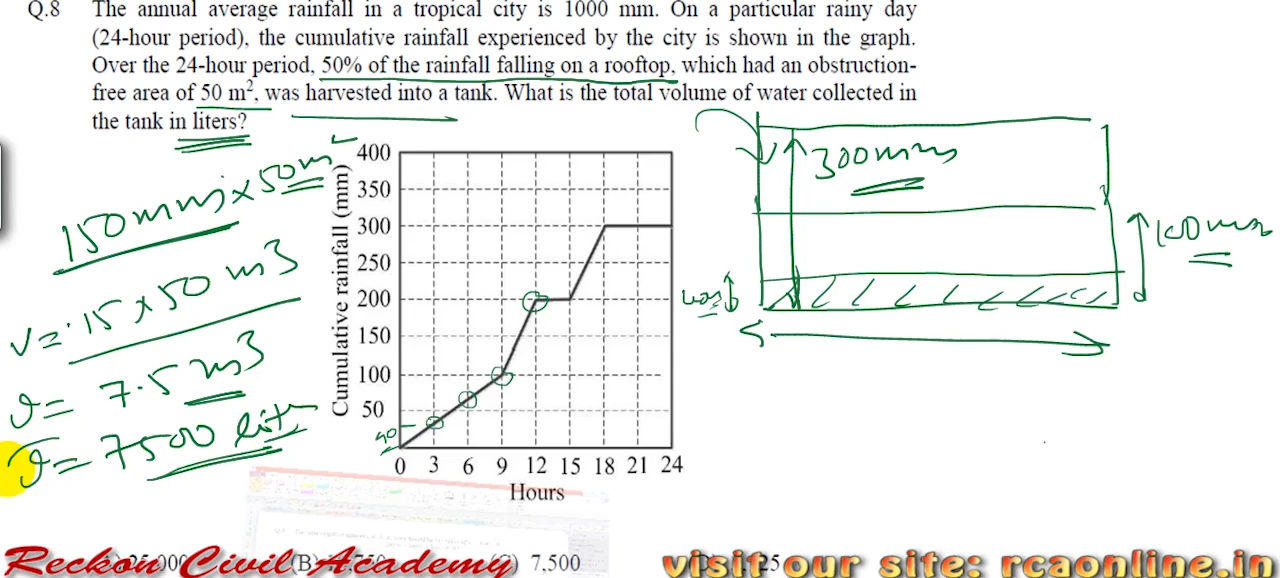 Q.8 The annual average rainfall in a tropical city is 1000 mm. On a particular rainy day
(24-hour period), the cumulative rainfall experienced by the city is shown in the graph.
Over the 24-hour period, 50% of the rainfall falling on a rooftop, which had an obstruction-
free area of 50 m², was harvested into a tank. What is the total volume of water collected in
the tank in liters?
150mm × 50m²
V = .15 × 50 m3
V = 7.5 m3
V = 7500 liter
Cumulative rainfall (mm)
400
350
300
250
200
150
100
50
0 3 6 9 12 15 18 21 24
Hours
300mm
100mm
(B)
7,500
Reckon Civil Academy
visit our site: rcaonline.in